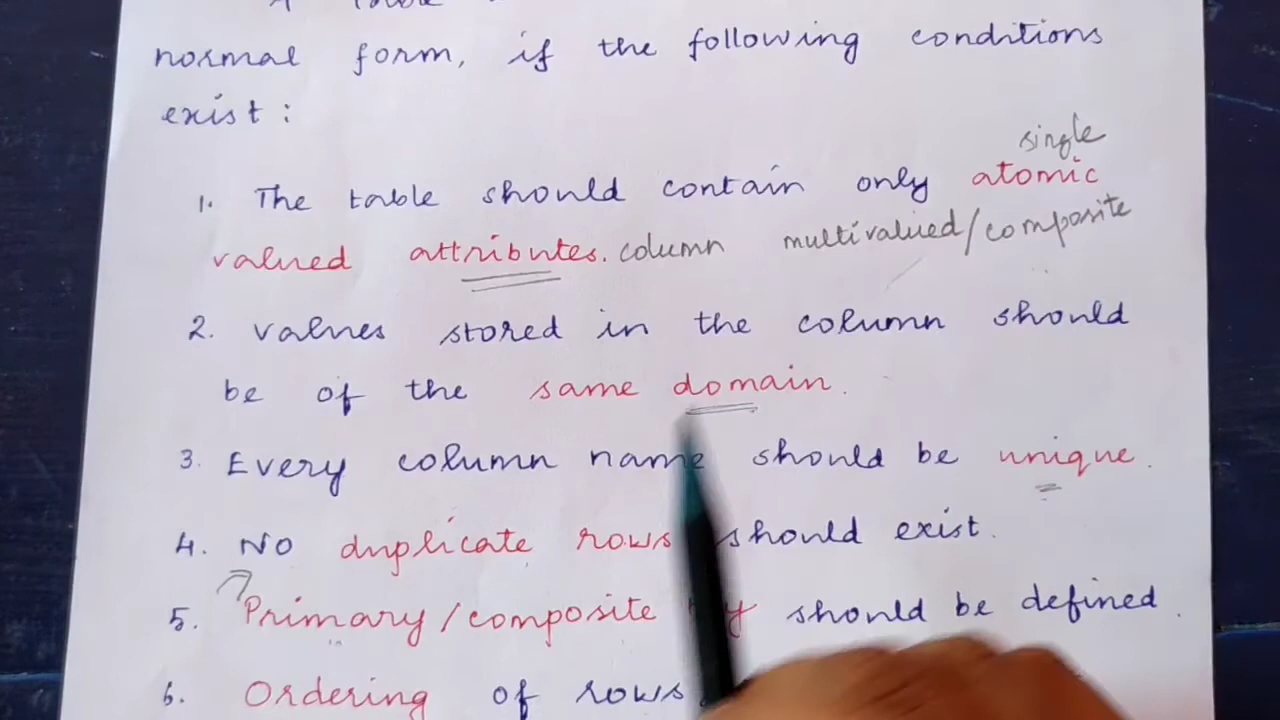 A table
normal form, if the following conditions
exist :
single
1. The table should contain only atomic
valued attributes. column multivalued/composite
2. values stored in the column should
be of the same domain.
3. Every column name should be unique.
4. No duplicate rows should exist.
5. Primary/composite should be defined.
6. Ordering of rows